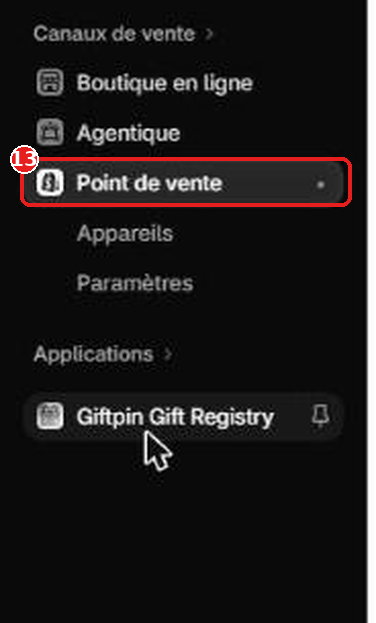 Canaux de vente >
Boutique en ligne
Agentique
13
Point de vente
Appareils
Paramètres
Applications >
Giftpin Gift Registry